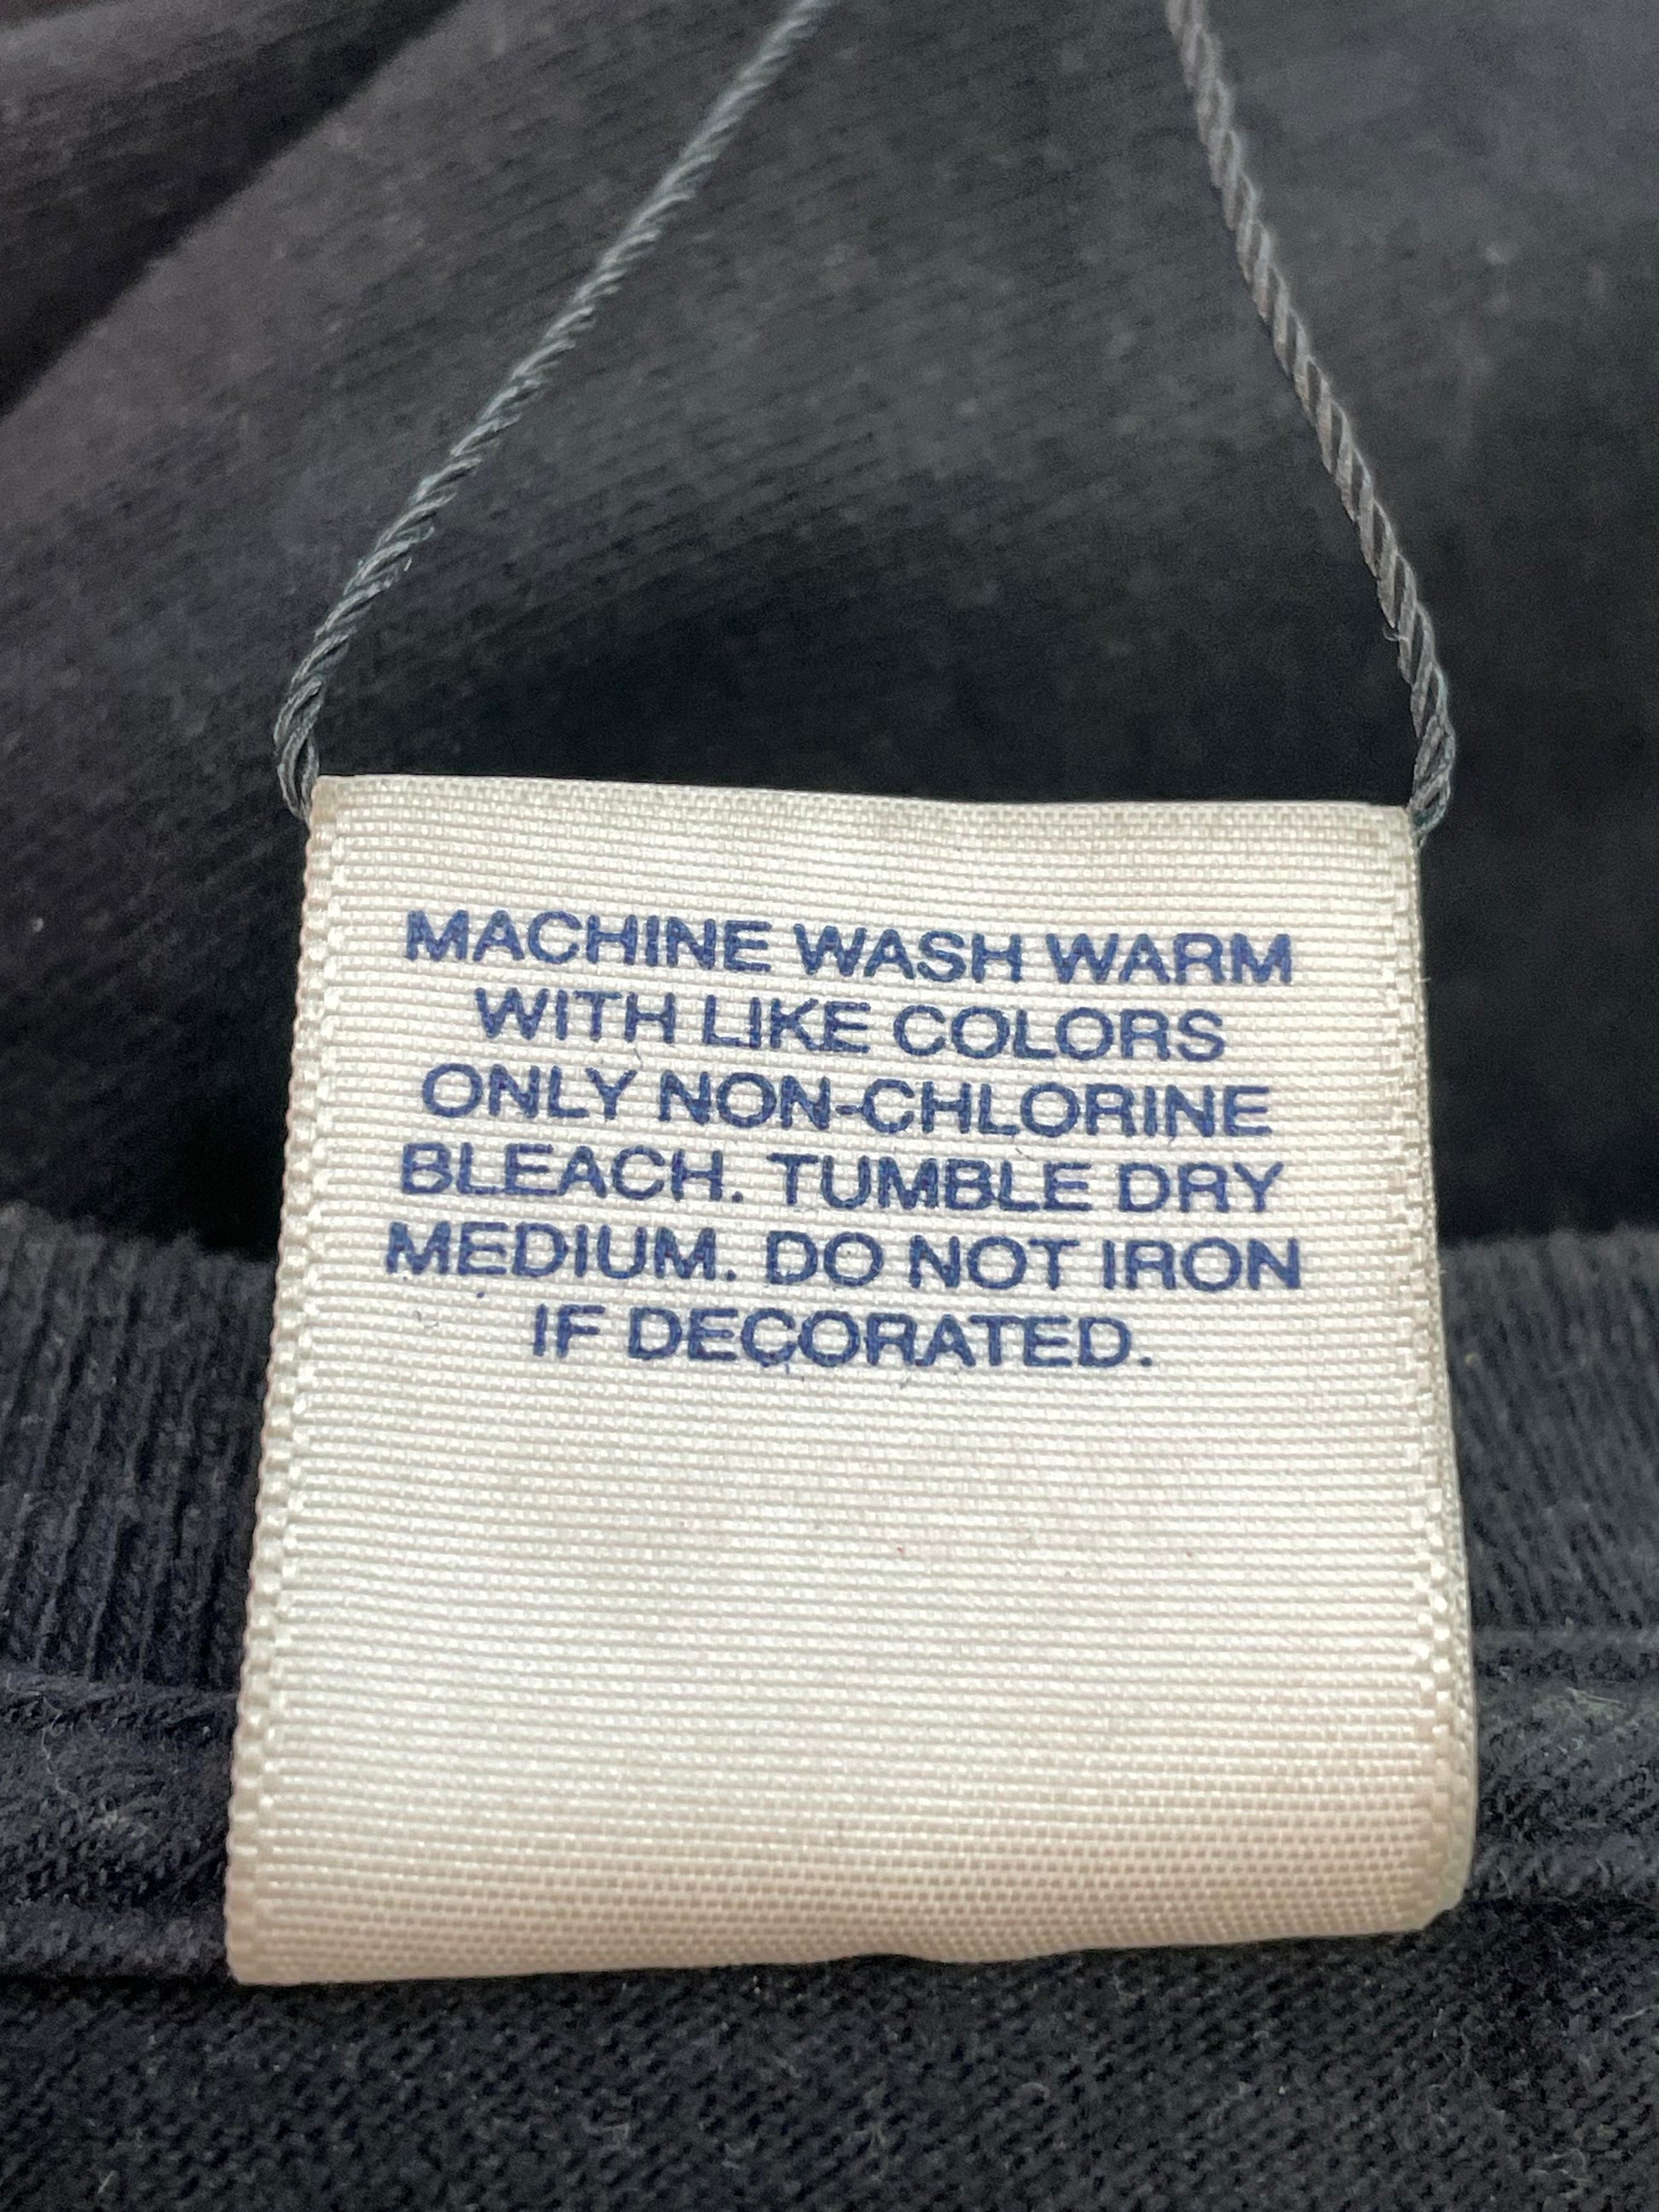 MACHINE WASH WARM
WITH LIKE COLORS
ONLY NON-CHLORINE
BLEACH. TUMBLE DRY
MEDIUM. DO NOT IRON
IF DECORATED.